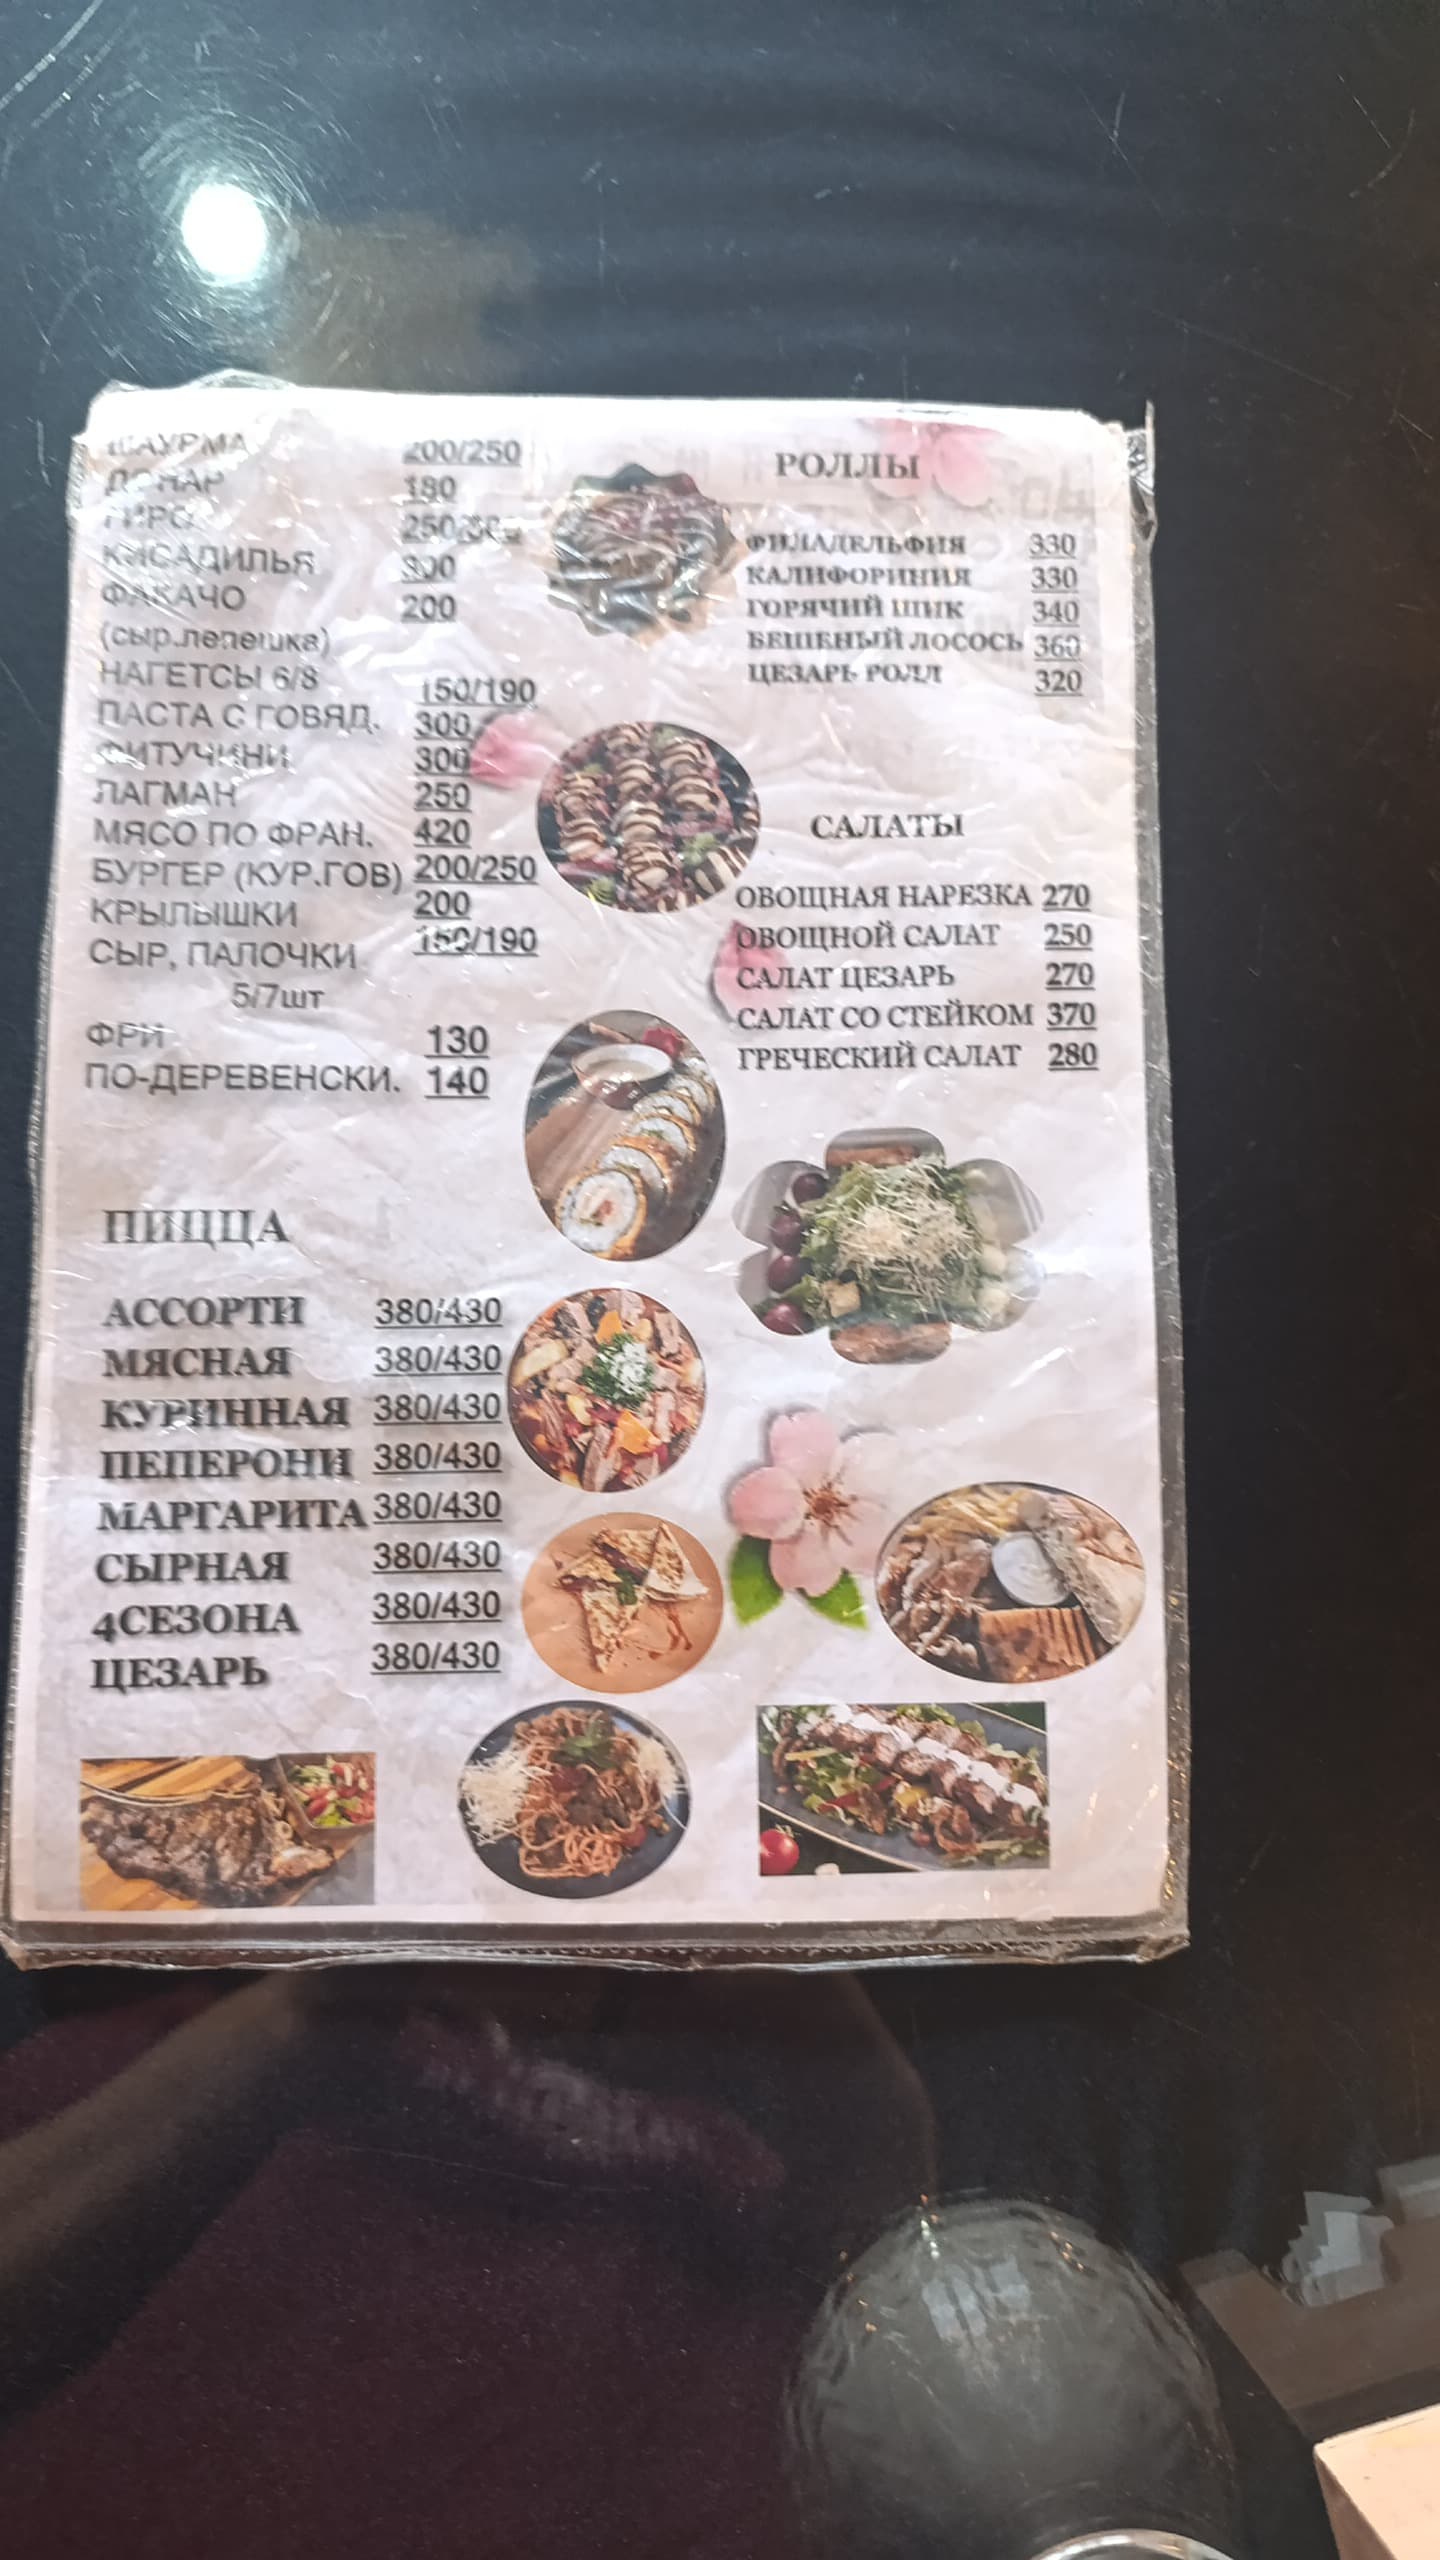 ШАУРМА 200/250
ДОНАР 180
ГИРО
КИСАДИЛЬЯ 300
ФАКАЧО 200
(сыр.лепешка)
НАГЕТСЫ 6/8 150/190
ПАСТА С ГОВЯД. 300
ФИТУЧИНИ 300
ЛАГМАН 250
МЯСО ПО ФРАН. 420
БУРГЕР (КУР.ГОВ) 200/250
КРЫЛЫШКИ 200
СЫР, ПАЛОЧКИ 150/190
5/7шт
ФРИ 130
ПО-ДЕРЕВЕНСКИ. 140
ПИЦЦА
АССОРТИ 380/430
МЯСНАЯ 380/430
КУРИННАЯ 380/430
ПЕПЕРОНИ 380/430
МАРГАРИТА 380/430
СЫРНАЯ 380/430
4СЕЗОНА 380/430
ЦЕЗАРЬ 380/430
РОЛЛЫ
ФИЛАДЕЛЬФИЯ 330
КАЛИФОРИНИЯ 330
ГОРЯЧИЙ ШИК 340
БЕШЕНЫЙ ЛОСОСЬ 360
ЦЕЗАРЬ РОЛЛ 320
САЛАТЫ
ОВОЩНАЯ НАРЕЗКА 270
ОВОЩНОЙ САЛАТ 250
САЛАТ ЦЕЗАРЬ 270
САЛАТ СО СТЕЙКОМ 370
ГРЕЧЕСКИЙ САЛАТ 280